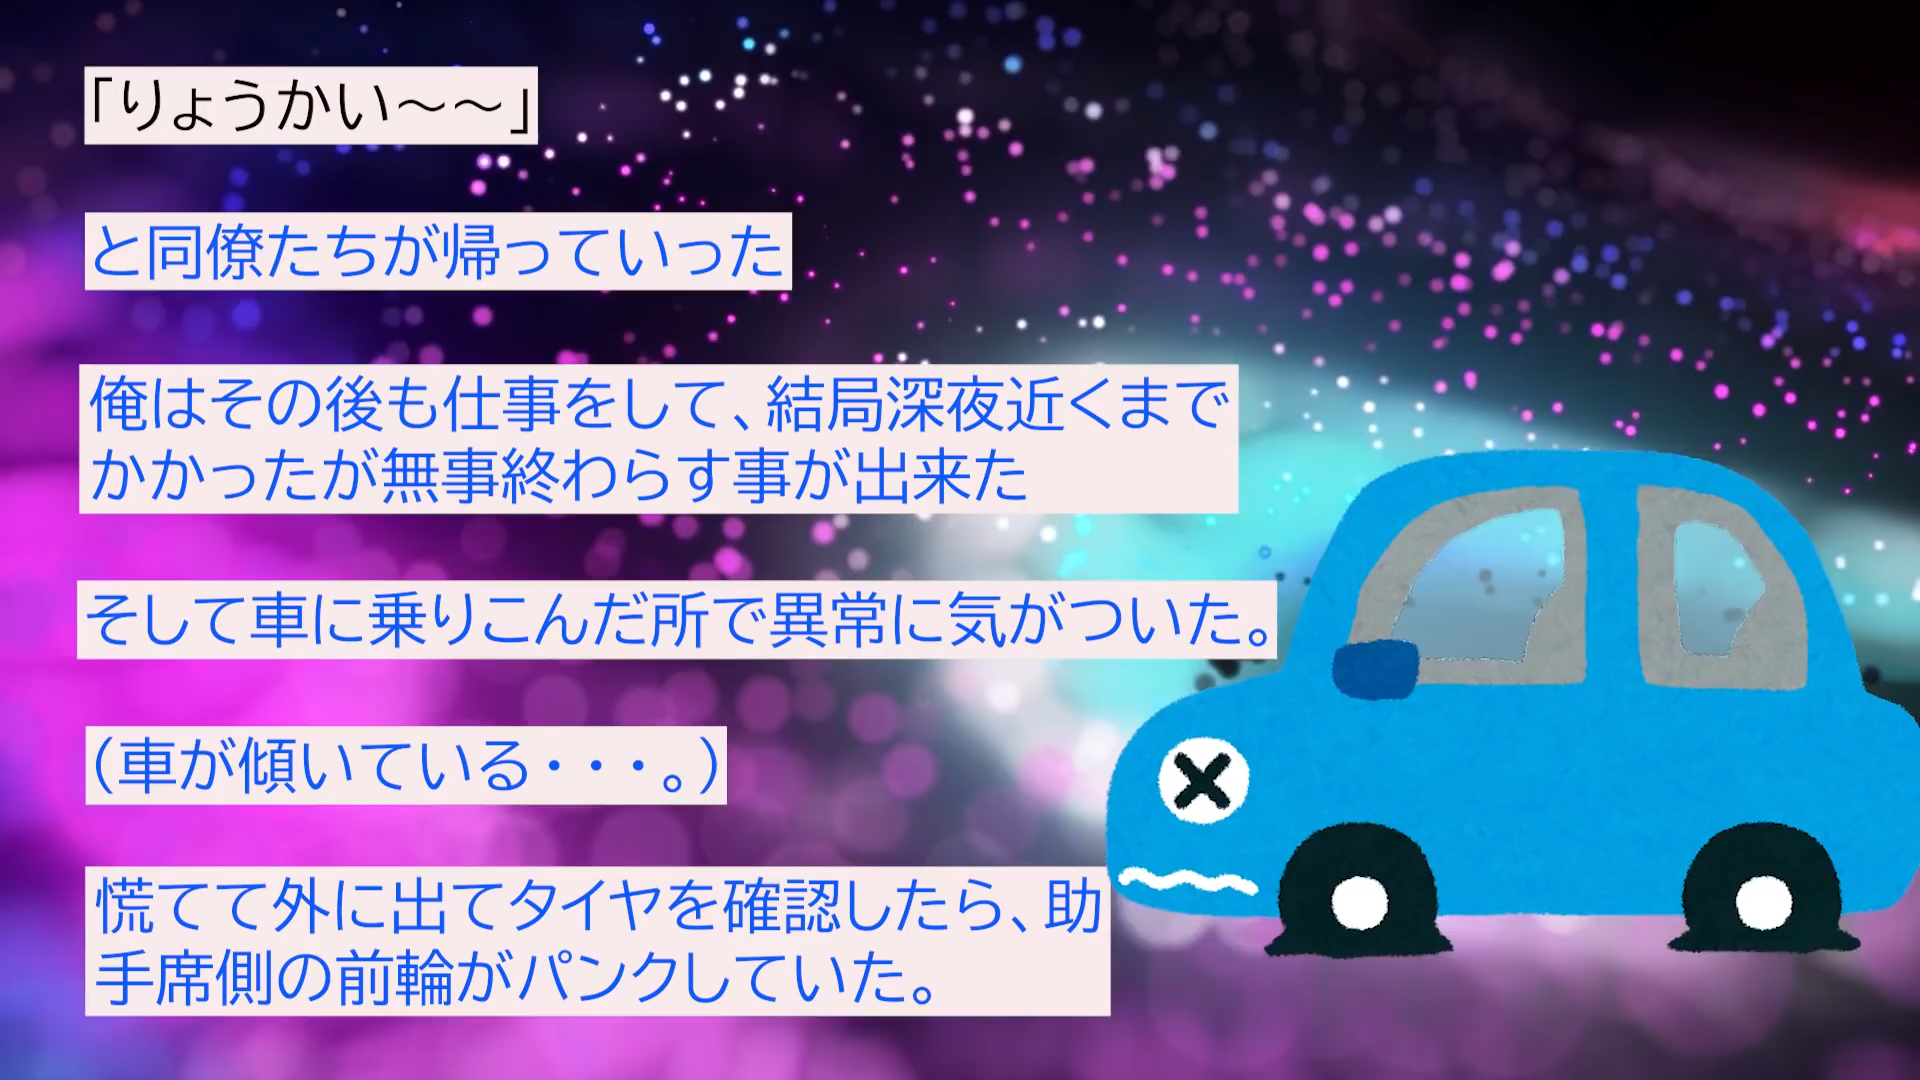 「りょうかい～～」
と同僚たちが帰っていった
俺はその後も仕事をして、結局深夜近くまで
かかったが無事終わらす事が出来た
そして車に乗りこんだ所で異常に気がついた。
（車が傾いている・・・。）
慌てて外に出てタイヤを確認したら、助
手席側の前輪がパンクしていた。